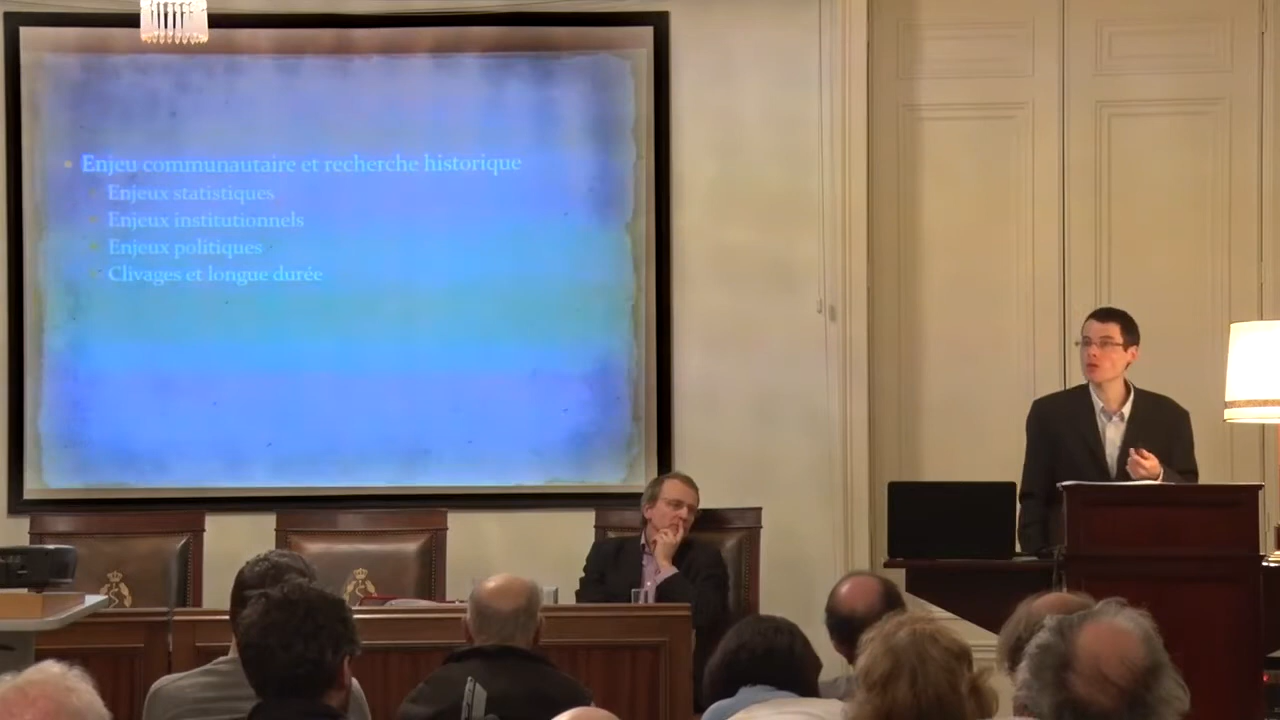 Enjeu communautaire et recherche historique
Enjeux statistiques
Enjeux institutionnels
Enjeux politiques
Clivages et longue durée